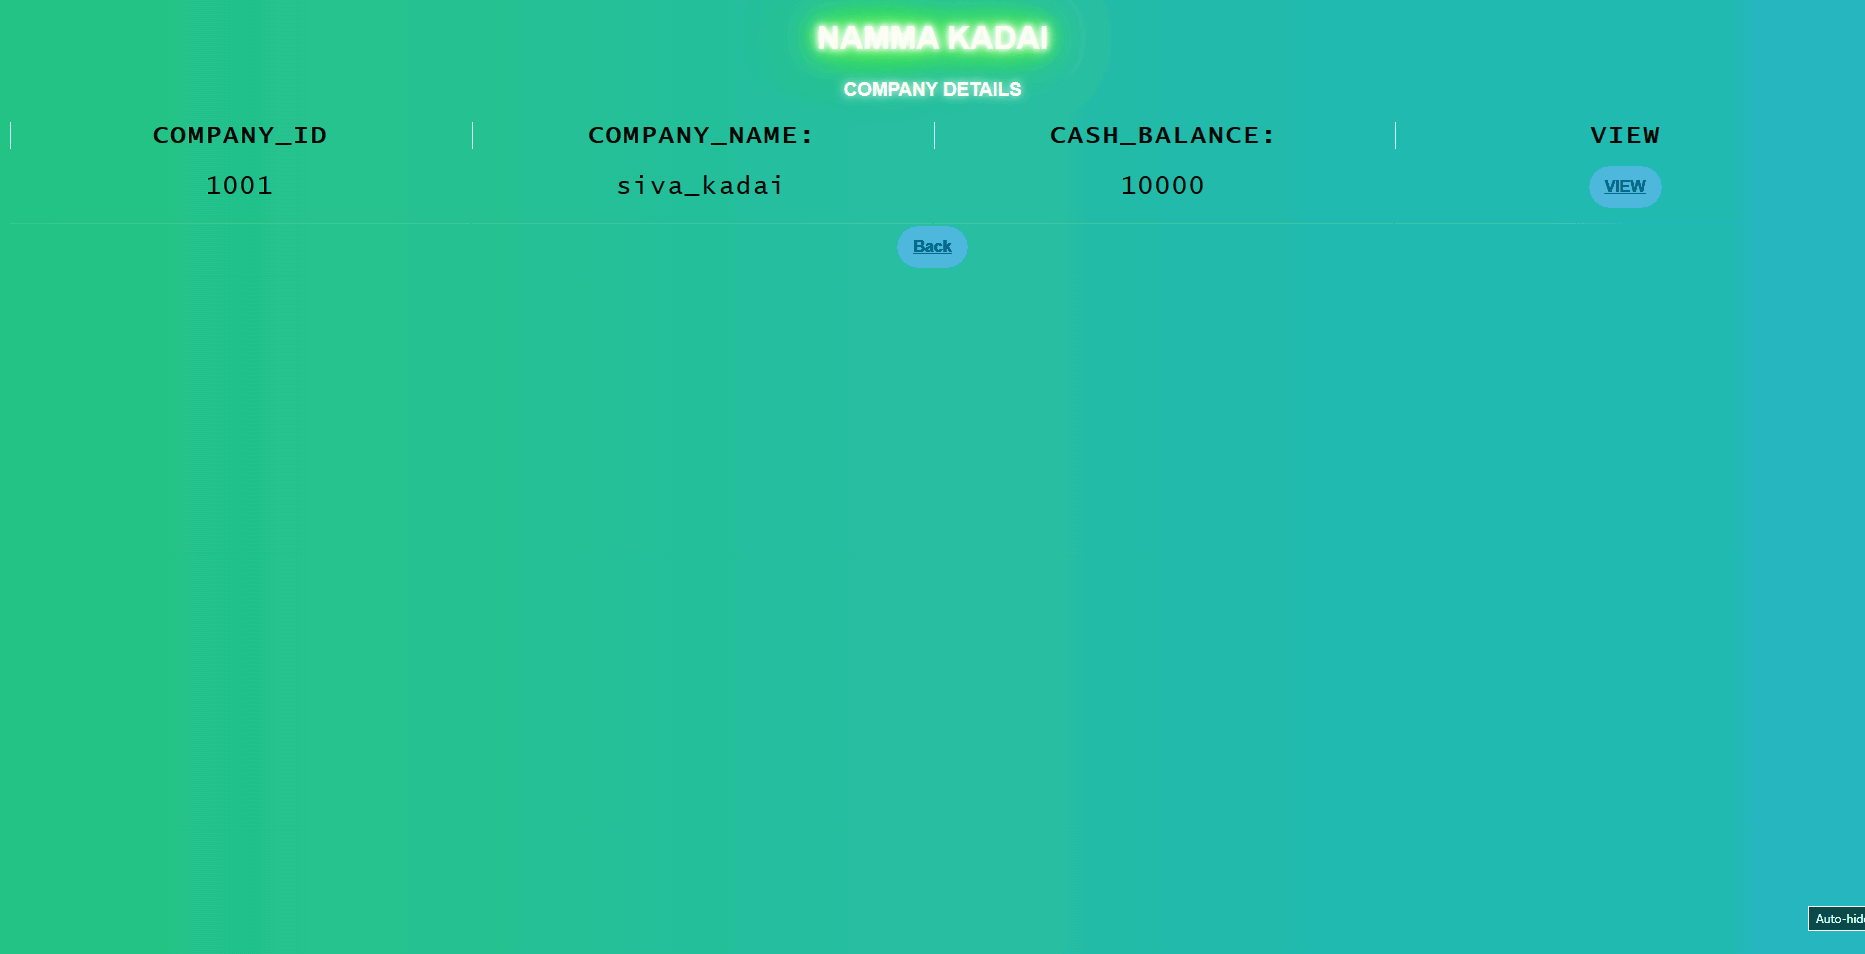 NAMMA KADAI
COMPANY DETAILS
COMPANY_ID COMPANY_NAME: CASH_BALANCE: VIEW
1001 siva_kadai 10000 VIEW
Back